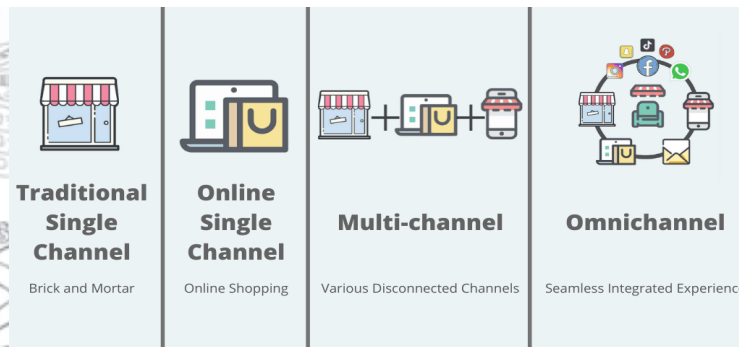 Traditional
Single
Channel
Brick and Mortar
Online
Single
Channel
Online Shopping
Multi-channel
Various Disconnected Channels
Omnichannel
Seamless Integrated Experienc